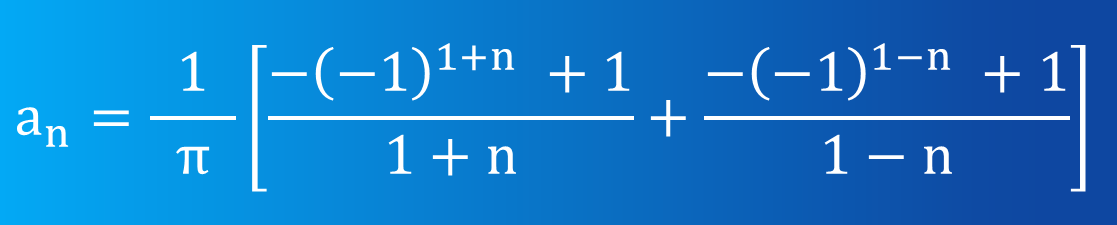 aₙ = 1/π [ (−(−1)¹⁺ⁿ + 1)/(1 + n) + (−(−1)¹⁻ⁿ + 1)/(1 − n) ]